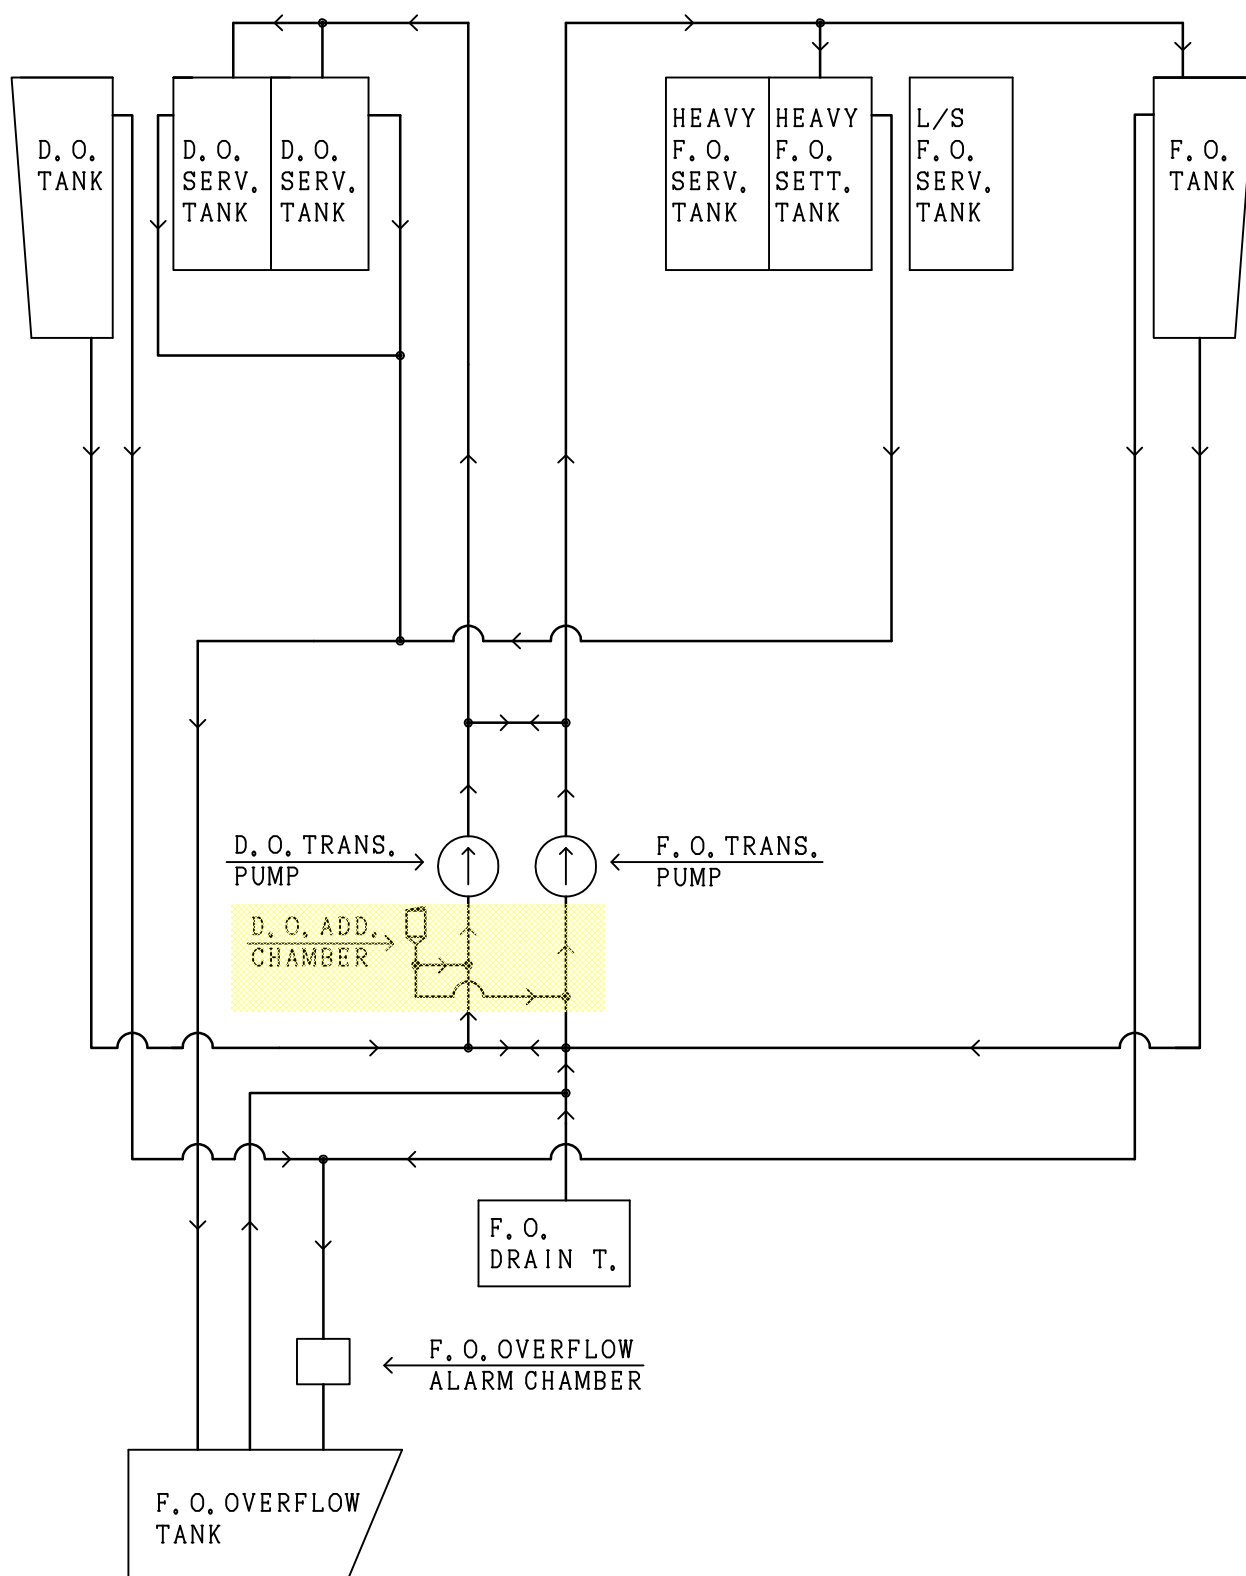 D. O.
TANK
D. O.
SERV.
TANK
D. O.
SERV.
TANK
HEAVY
F. O.
SERV.
TANK
HEAVY
F. O.
SETT.
TANK
L/S
F. O.
SERV.
TANK
F. O.
TANK
D. O. TRANS.
PUMP
F. O. TRANS.
PUMP
D. O. ADD.
CHAMBER
F. O.
DRAIN T.
F. O. OVERFLOW
ALARM CHAMBER
F. O. OVERFLOW
TANK